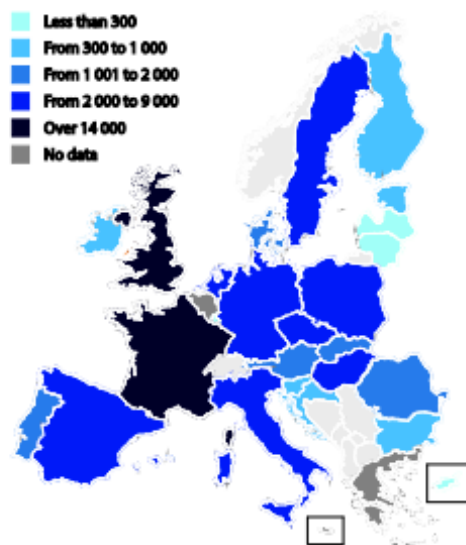 Less than 300
From 300 to 1 000
From 1 001 to 2 000
From 2 000 to 9 000
Over 14 000
No data